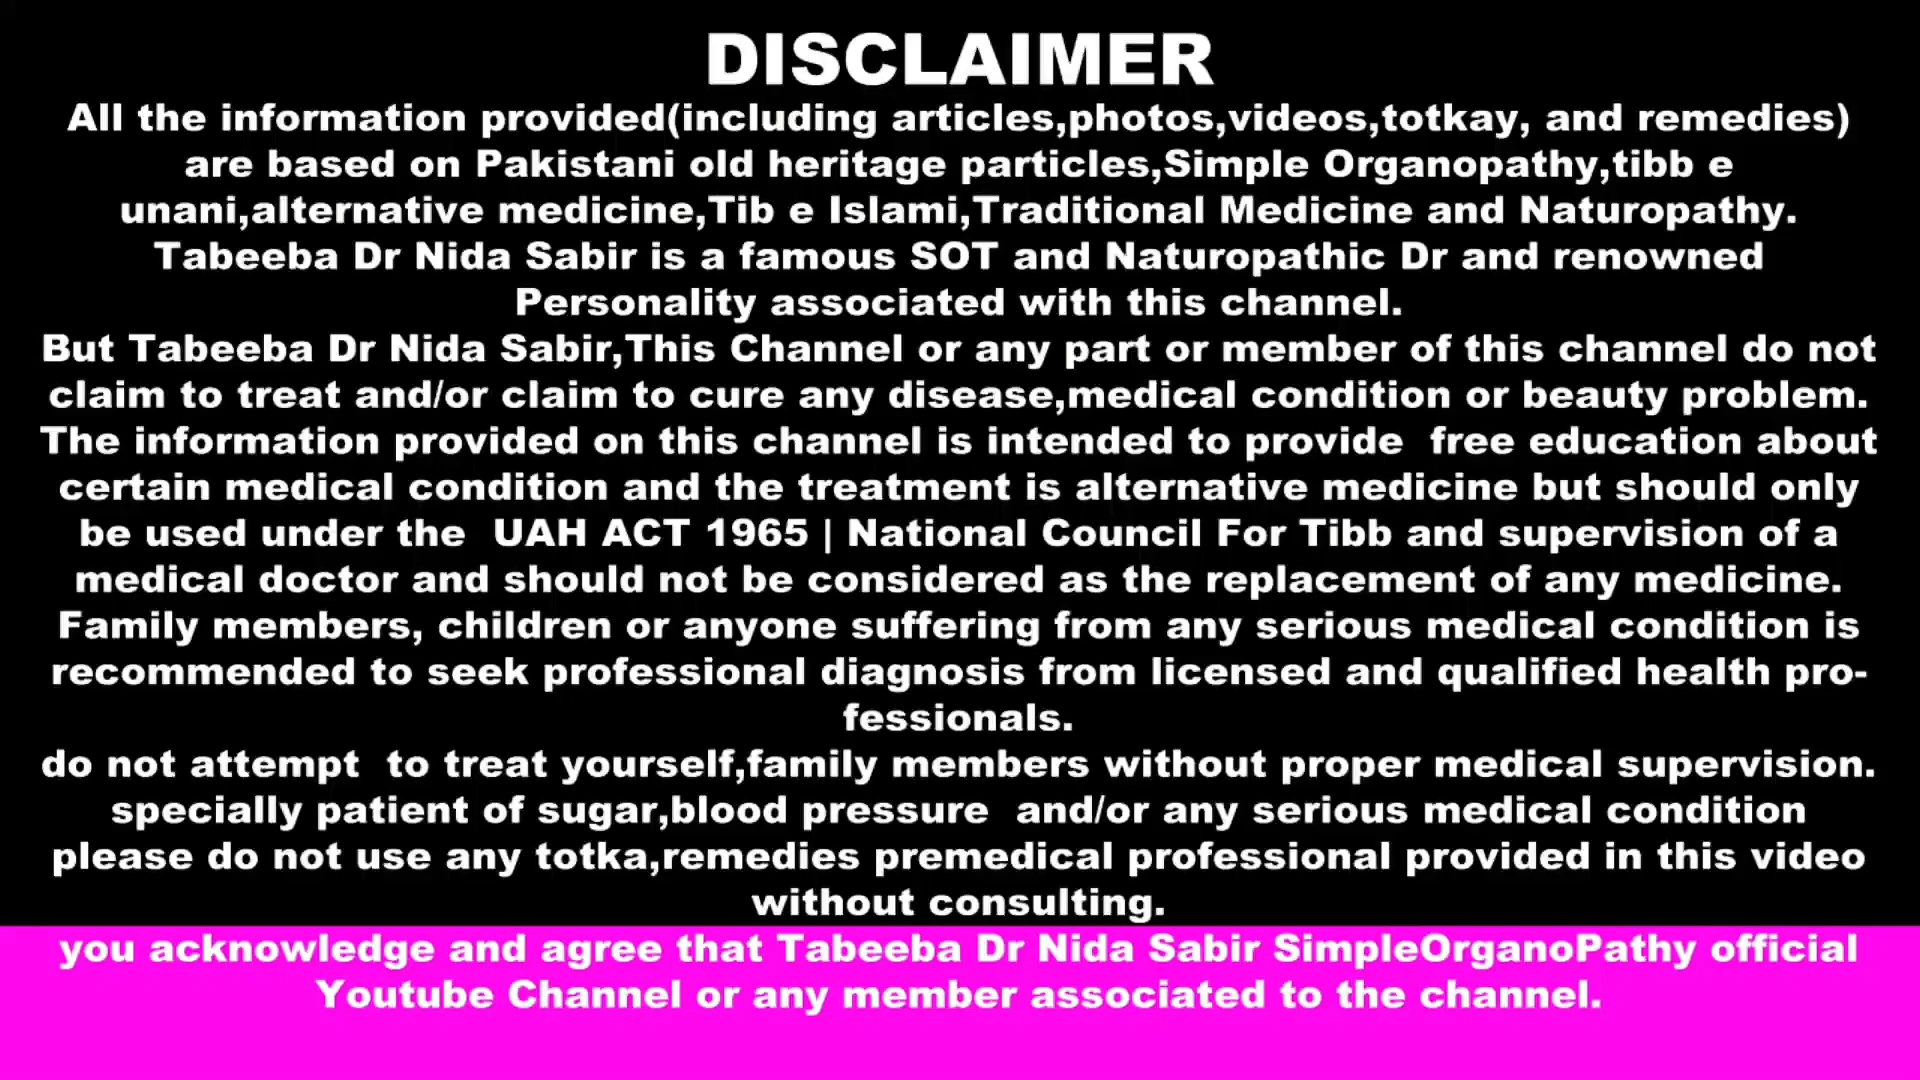 DISCLAIMER
All the information provided(including articles,photos,videos,totkay, and remedies)
are based on Pakistani old heritage particles,Simple Organopathy,tibb e
unani,alternative medicine,Tib e Islami,Traditional Medicine and Naturopathy.
Tabeeba Dr Nida Sabir is a famous SOT and Naturopathic Dr and renowned
Personality associated with this channel.
But Tabeeba Dr Nida Sabir,This Channel or any part or member of this channel do not
claim to treat and/or claim to cure any disease,medical condition or beauty problem.
The information provided on this channel is intended to provide  free education about
certain medical condition and the treatment is alternative medicine but should only
be used under the  UAH ACT 1965 | National Council For Tibb and supervision of a
medical doctor and should not be considered as the replacement of any medicine.
Family members, children or anyone suffering from any serious medical condition is
recommended to seek professional diagnosis from licensed and qualified health pro-
fessionals.
do not attempt  to treat yourself,family members without proper medical supervision.
specially patient of sugar,blood pressure  and/or any serious medical condition
please do not use any totka,remedies premedical professional provided in this video
without consulting.
you acknowledge and agree that Tabeeba Dr Nida Sabir SimpleOrganoPathy official
Youtube Channel or any member associated to the channel.